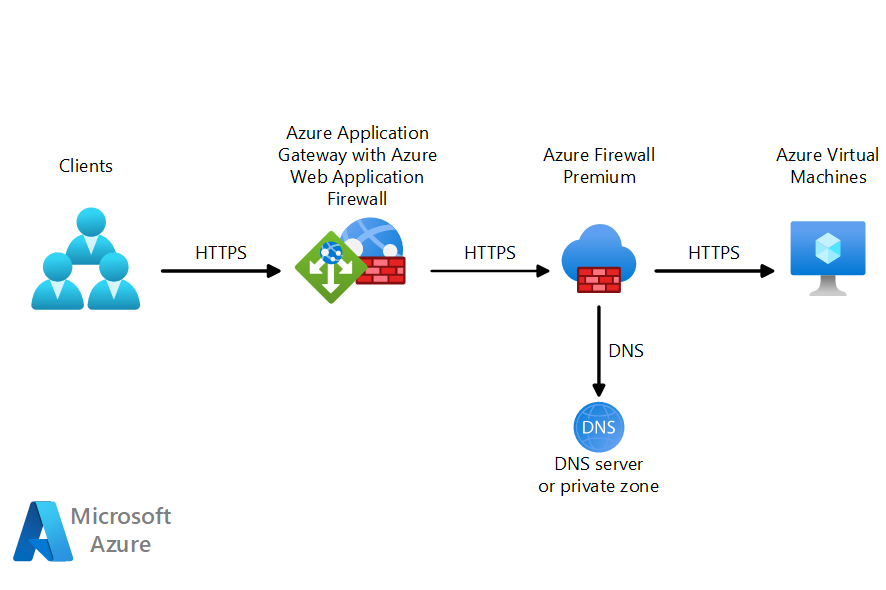 Clients
Azure Application
Gateway with Azure
Web Application
Firewall
Azure Firewall
Premium
Azure Virtual
Machines
HTTPS
HTTPS
HTTPS
DNS
DNS
DNS server
or private zone
Microsoft
Azure